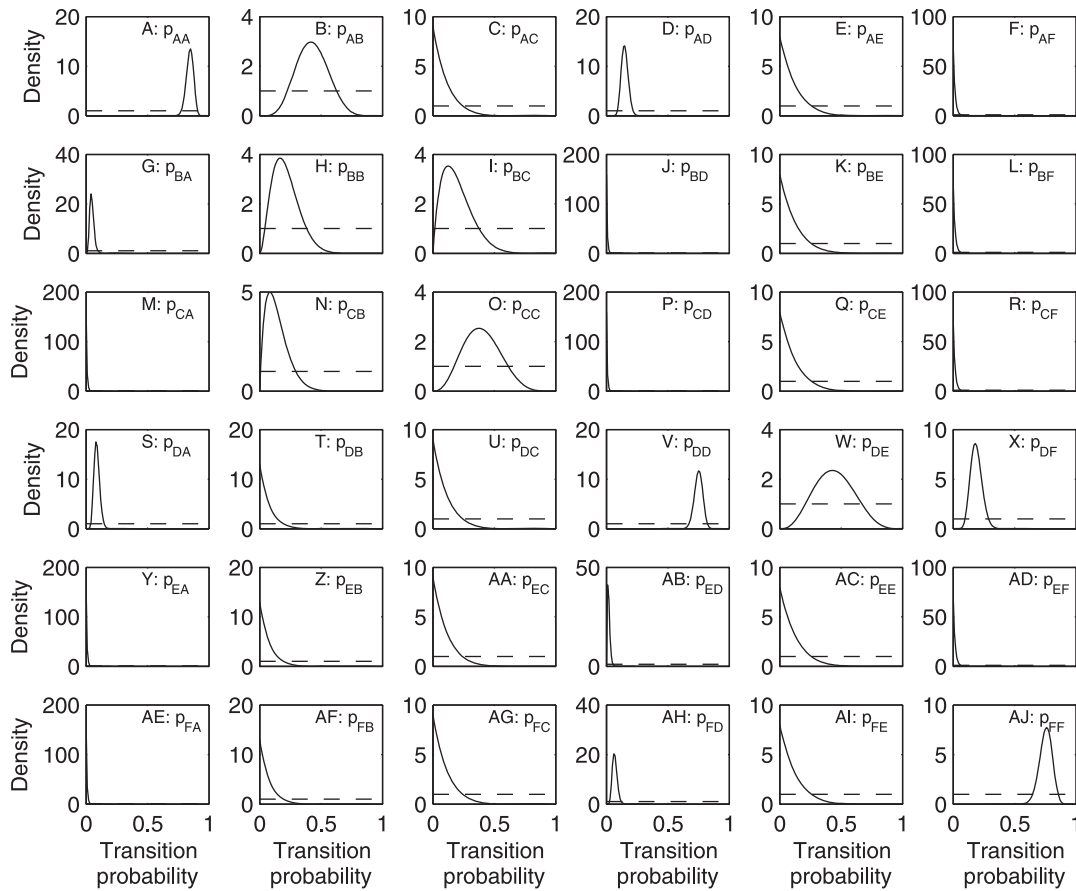 A: pAA
B: pAB
C: pAC
D: pAD
E: pAE
F: pAF
Density
20
10
0
4
2
0
10
5
0
20
10
0
10
5
0
100
50
0
G: pBA
H: pBB
I: pBC
J: pBD
K: pBE
L: pBF
Density
40
20
0
4
2
0
4
2
0
200
100
0
10
5
0
100
50
0
M: pCA
N: pCB
O: pCC
P: pCD
Q: pCE
R: pCF
Density
200
100
0
5
0
4
2
0
200
100
0
10
5
0
100
50
0
S: pDA
T: pDB
U: pDC
V: pDD
W: pDE
X: pDF
Density
20
10
0
20
10
0
10
5
0
20
10
0
4
2
0
10
5
0
Y: pEA
Z: pEB
AA: pEC
AB: pED
AC: pEE
AD: pEF
Density
200
100
0
20
10
0
10
5
0
50
0
10
5
0
100
50
0
AE: pFA
AF: pFB
AG: pFC
AH: pFD
AI: pFE
AJ: pFF
Density
200
100
0
20
10
0
10
5
0
40
20
0
10
5
0
10
5
0
0 0.5 1
0 0.5 1
0 0.5 1
0 0.5 1
0 0.5 1
0 0.5 1
Transition
probability
Transition
probability
Transition
probability
Transition
probability
Transition
probability
Transition
probability